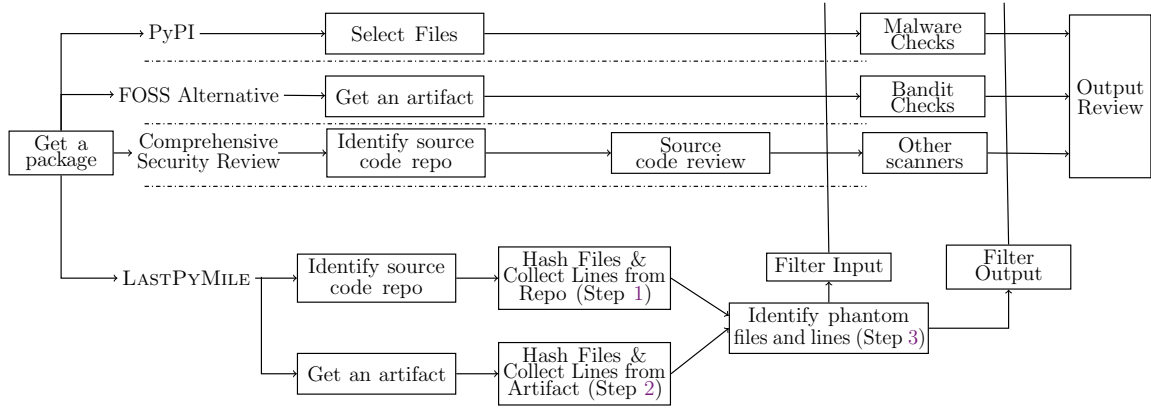 PyPI
Select Files
Malware
Checks
FOSS Alternative
Get an artifact
Bandit
Checks
Output
Review
Get a
package
Comprehensive
Security Review
Identify source
code repo
Source
code review
Other
scanners
LASTPYMILE
Identify source
code repo
Hash Files &
Collect Lines from
Repo (Step 1)
Filter Input
Filter
Output
Identify phantom
files and lines (Step 3)
Get an artifact
Hash Files &
Collect Lines from
Artifact (Step 2)